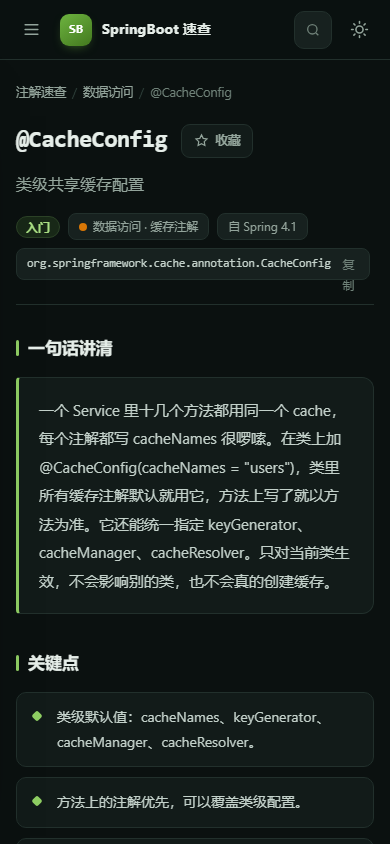 SB
SpringBoot 速查
注解速查 / 数据访问 / @CacheConfig
@CacheConfig
收藏
类级共享缓存配置
入门
数据访问 · 缓存注解
自 Spring 4.1
org.springframework.cache.annotation.CacheConfig
复
制
一句话讲清
一个 Service 里十几个方法都用同一个 cache，
每个注解都写 cacheNames 很啰嗦。在类上加
@CacheConfig(cacheNames = "users")，类里
所有缓存注解默认就用它，方法上写了就以方
法为准。它还能统一指定 keyGenerator、
cacheManager、cacheResolver。只对当前类生
效，不会影响别的类，也不会真的创建缓存。
关键点
类级默认值：cacheNames、keyGenerator、
cacheManager、cacheResolver。
方法上的注解优先，可以覆盖类级配置。